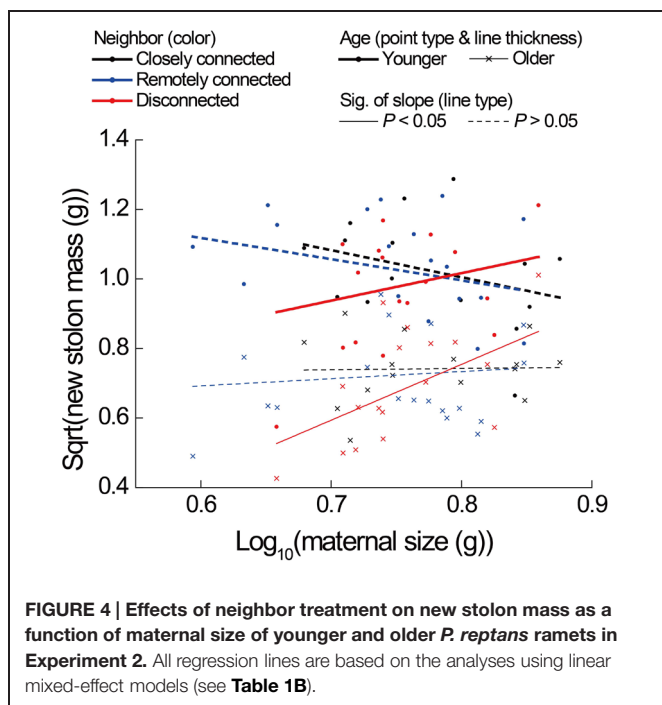 Neighbor (color)
Closely connected
Remotely connected
Disconnected
Age (point type & line thickness)
Younger
Older
Sig. of slope (line type)
P < 0.05
P > 0.05
Sqrt(new stolon mass (g))
1.4
1.2
1.0
0.8
0.6
0.4
0.6
0.7
0.8
0.9
Log10(maternal size (g))
FIGURE 4 | Effects of neighbor treatment on new stolon mass as a
function of maternal size of younger and older P. reptans ramets in
Experiment 2. All regression lines are based on the analyses using linear
mixed-effect models (see Table 1B).